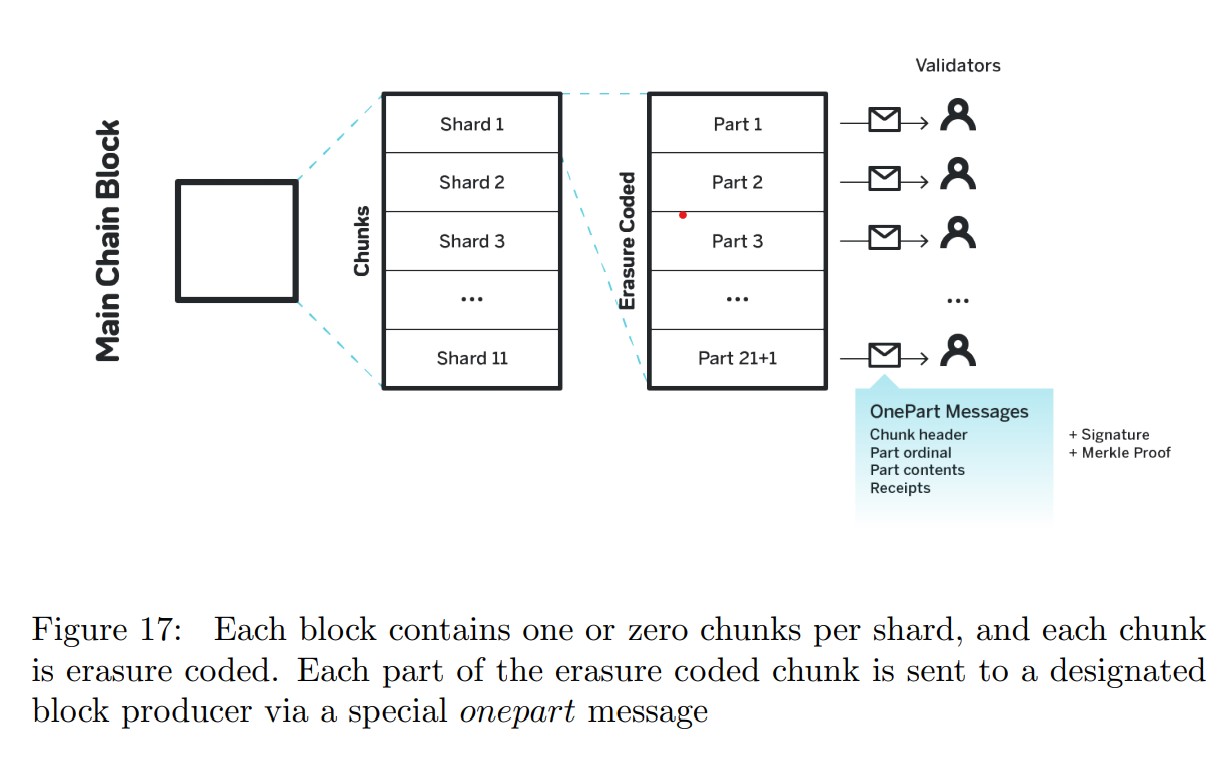 Main Chain Block
Chunks
Shard 1
Shard 2
Shard 3
...
Shard 11
Erasure Coded
Part 1
Part 2
Part 3
...
Part 21+1
Validators
...
OnePart Messages
Chunk header
Part ordinal
Part contents
Receipts
+ Signature
+ Merkle Proof
Figure 17: Each block contains one or zero chunks per shard, and each chunk
is erasure coded. Each part of the erasure coded chunk is sent to a designated
block producer via a special onepart message